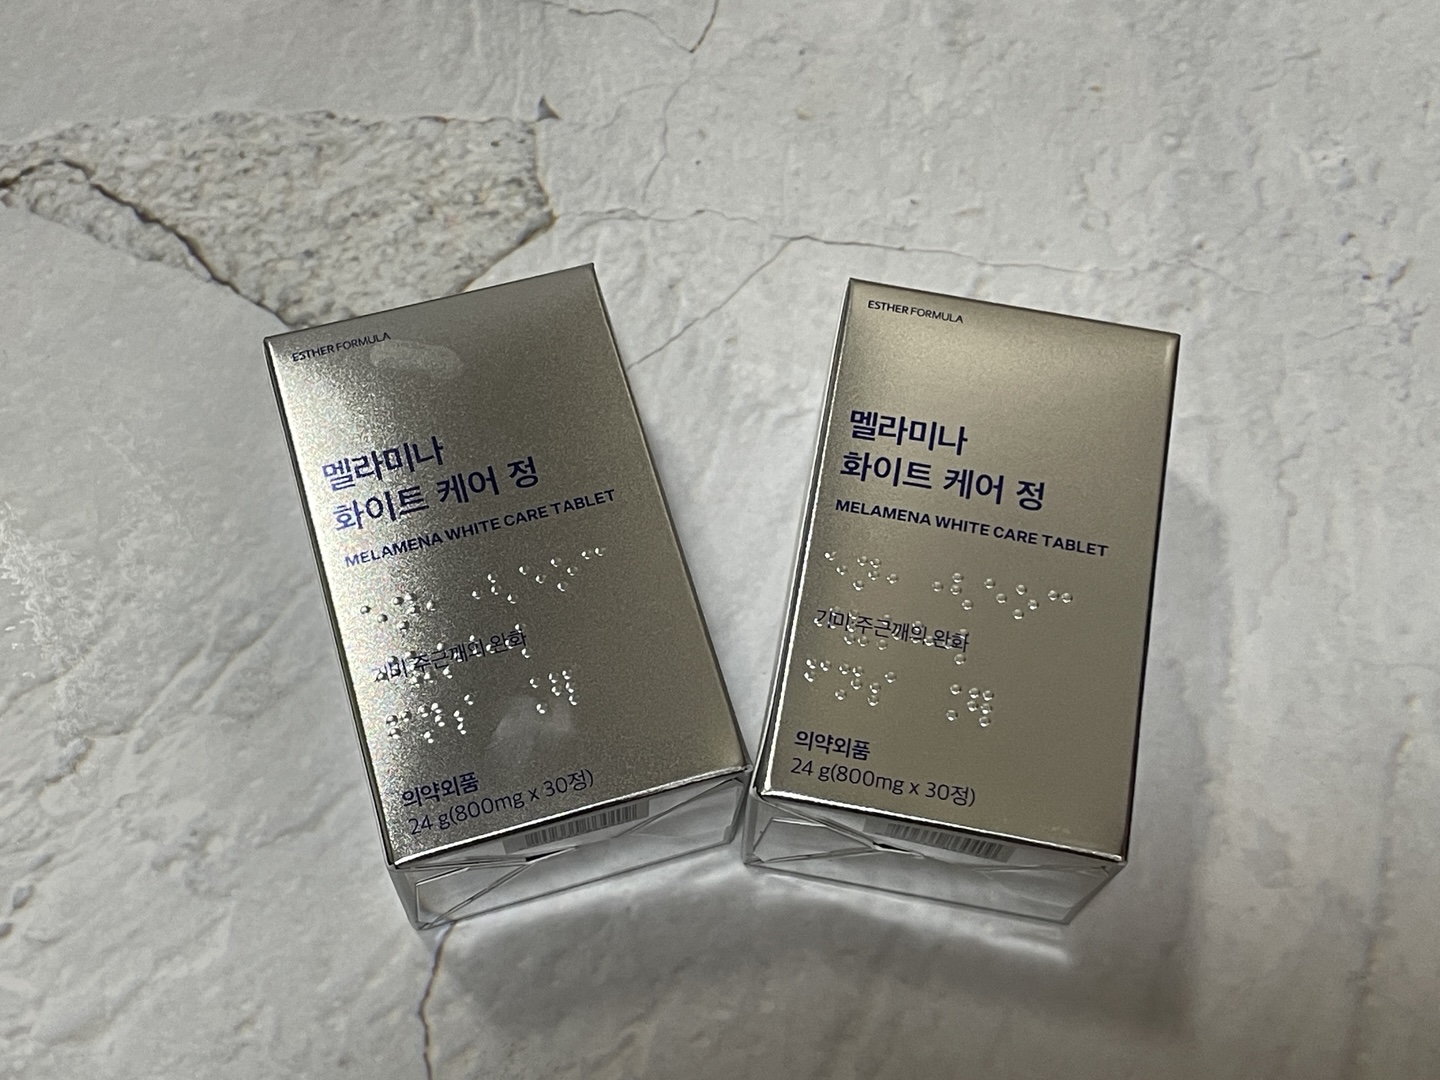 ESTHER FORMULA
멜라미나
화이트 케어 정
MELAMENA WHITE CARE TABLET
기미 주근깨의 완화
의약외품
24 g(800mg x 30정)
ESTHER FORMULA
멜라미나
화이트 케어 정
MELAMENA WHITE CARE TABLET
기미 주근깨의 완화
의약외품
24 g(800mg x 30정)